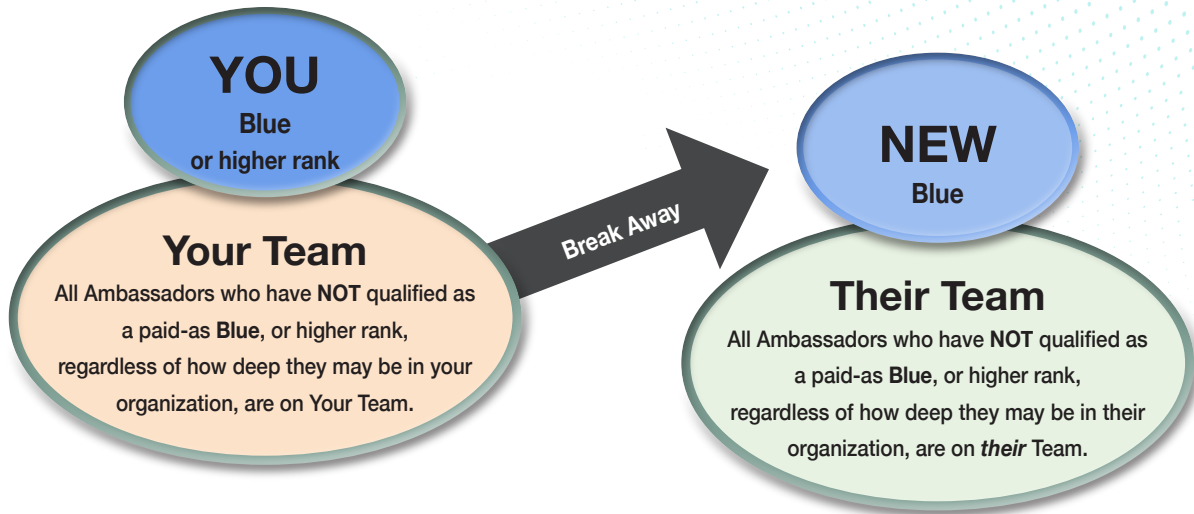 YOU
Blue
or higher rank
Your Team
All Ambassadors who have NOT qualified as
a paid-as Blue, or higher rank,
regardless of how deep they may be in your
organization, are on Your Team.
Break Away
NEW
Blue
Their Team
All Ambassadors who have NOT qualified as
a paid-as Blue, or higher rank,
regardless of how deep they may be in their
organization, are on their Team.